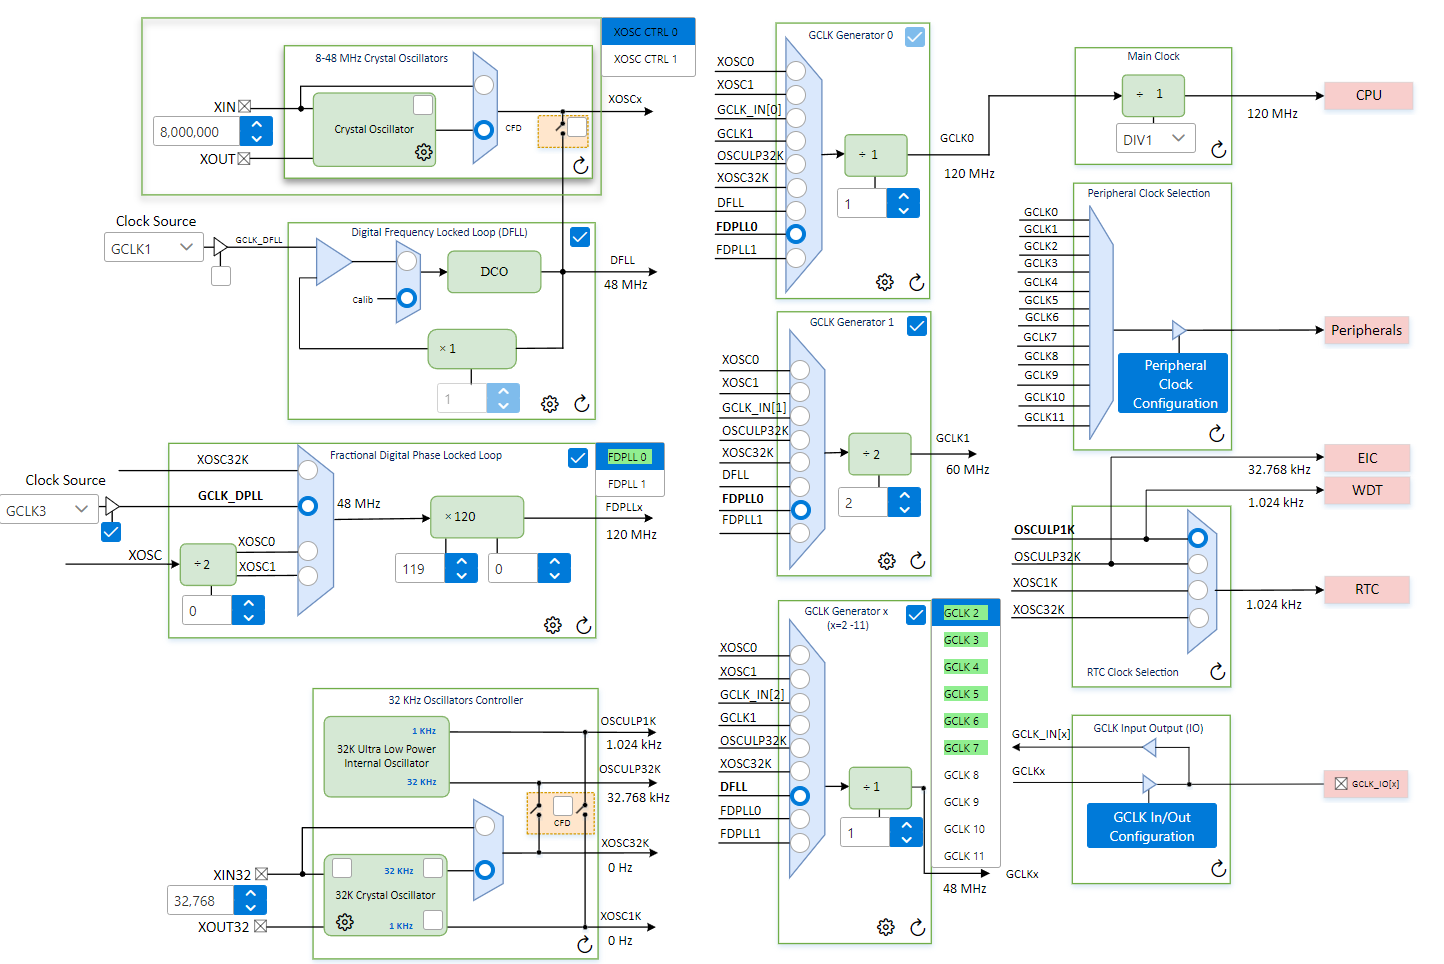 XOSC CTRL 0
XOSC CTRL 1
8-48 MHz Crystal Oscillators
XIN
8,000,000
XOUT
Crystal Oscillator
CFD
XOSCx
Clock Source
GCLK1
GCLK_DFLL
Digital Frequency Locked Loop (DFLL)
DCO
Calib
× 1
1
DFLL
48 MHz
Fractional Digital Phase Locked Loop
FDPLL 0
FDPLL 1
XOSC32K
Clock Source
GCLK3
GCLK_DPLL
48 MHz
× 120
119
0
FDPLLx
120 MHz
XOSC
÷ 2
0
XOSC0
XOSC1
32 KHz Oscillators Controller
1 KHz
32K Ultra Low Power
Internal Oscillator
32 KHz
OSCULP1K
1.024 kHz
OSCULP32K
32.768 kHz
CFD
XIN32
32,768
XOUT32
32 KHz
32K Crystal Oscillator
1 KHz
XOSC32K
0 Hz
XOSC1K
0 Hz
GCLK Generator 0
XOSC0
XOSC1
GCLK_IN[0]
GCLK1
OSCULP32K
XOSC32K
DFLL
FDPLL0
FDPLL1
÷ 1
1
GCLK0
120 MHz
GCLK Generator 1
XOSC0
XOSC1
GCLK_IN[1]
OSCULP32K
XOSC32K
DFLL
FDPLL0
FDPLL1
÷ 2
2
GCLK1
60 MHz
GCLK Generator x
(x=2 -11)
XOSC0
XOSC1
GCLK_IN[2]
GCLK1
OSCULP32K
XOSC32K
DFLL
FDPLL0
FDPLL1
÷ 1
1
GCLK 2
GCLK 3
GCLK 4
GCLK 5
GCLK 6
GCLK 7
GCLK 8
GCLK 9
GCLK 10
GCLK 11
GCLKx
48 MHz
Main Clock
÷ 1
DIV1
120 MHz
CPU
Peripheral Clock Selection
GCLK0
GCLK1
GCLK2
GCLK3
GCLK4
GCLK5
GCLK6
GCLK7
GCLK8
GCLK9
GCLK10
GCLK11
Peripheral
Clock
Configuration
Peripherals
32.768 kHz
EIC
1.024 kHz
WDT
OSCULP1K
OSCULP32K
XOSC1K
XOSC32K
1.024 kHz
RTC
RTC Clock Selection
GCLK Input Output (IO)
GCLK_IN[x]
GCLKx
GCLK In/Out
Configuration
GCLK_IO[x]